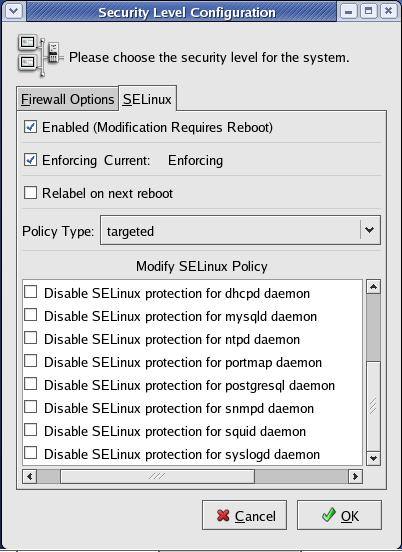 Security Level Configuration
Please choose the security level for the system.
Firewall Options SELinux
Enabled (Modification Requires Reboot)
Enforcing Current: Enforcing
Relabel on next reboot
Policy Type: targeted
Modify SELinux Policy
Disable SELinux protection for dhcpd daemon
Disable SELinux protection for mysqld daemon
Disable SELinux protection for ntpd daemon
Disable SELinux protection for portmap daemon
Disable SELinux protection for postgresql daemon
Disable SELinux protection for snmpd daemon
Disable SELinux protection for squid daemon
Disable SELinux protection for syslogd daemon
Cancel OK